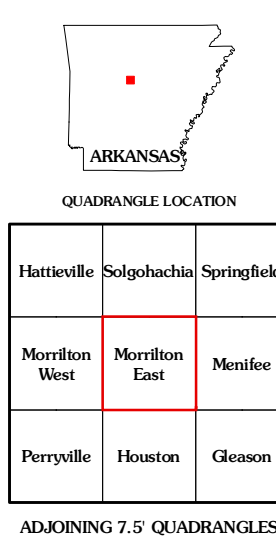 ARKANSAS
QUADRANGLE LOCATION
Hattieville Solgohachia Springfield
Morrilton West Morrilton East Menifee
Perryville Houston Gleason
ADJOINING 7.5' QUADRANGLES